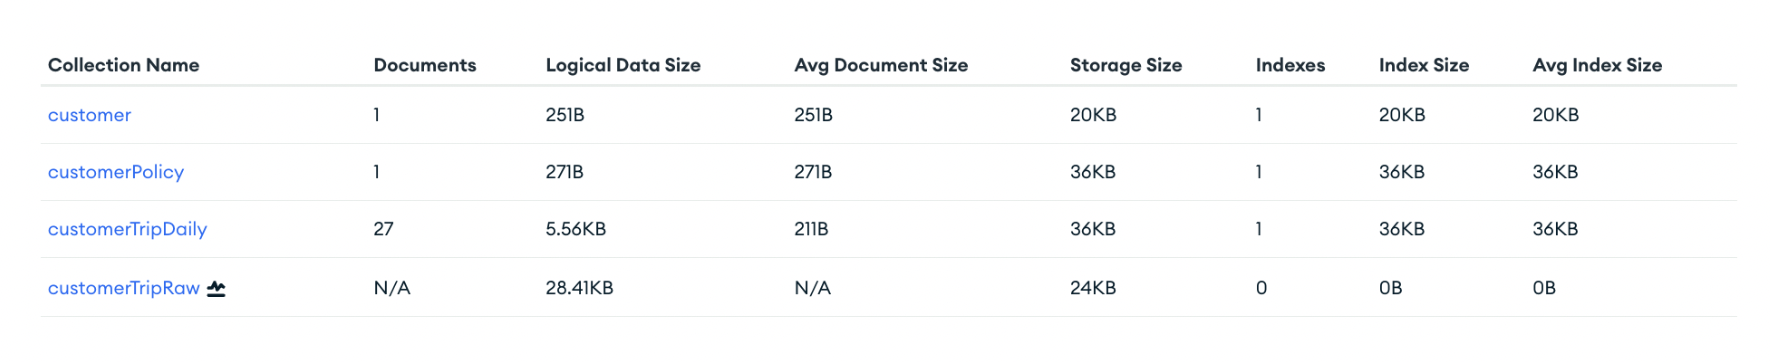 Collection Name Documents Logical Data Size Avg Document Size Storage Size Indexes Index Size Avg Index Size
customer 1 251B 251B 20KB 1 20KB 20KB
customerPolicy 1 271B 271B 36KB 1 36KB 36KB
customerTripDaily 27 5.56KB 211B 36KB 1 36KB 36KB
customerTripRaw N/A 28.41KB N/A 24KB 0 0B 0B